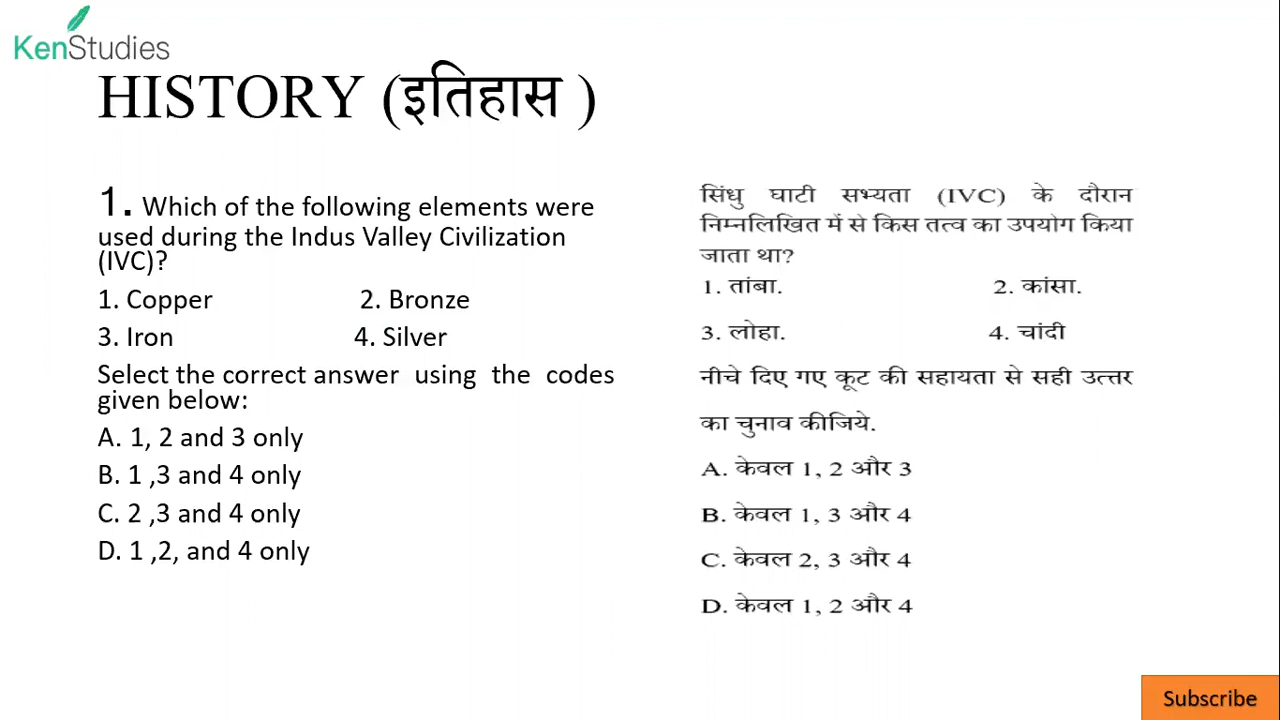 KenStudies
HISTORY (इतिहास )
1. Which of the following elements were
used during the Indus Valley Civilization
(IVC)?
1. Copper 2. Bronze
3. Iron 4. Silver
Select the correct answer using the codes
given below:
A. 1, 2 and 3 only
B. 1 ,3 and 4 only
C. 2 ,3 and 4 only
D. 1 ,2, and 4 only
सिंधु घाटी सभ्यता (IVC) के दौरान
निम्नलिखित में से किस तत्व का उपयोग किया
जाता था?
1. तांबा. 2. कांसा.
3. लोहा. 4. चांदी
नीचे दिए गए कूट की सहायता से सही उत्तर
का चुनाव कीजिये.
A. केवल 1, 2 और 3
B. केवल 1, 3 और 4
C. केवल 2, 3 और 4
D. केवल 1, 2 और 4
Subscribe